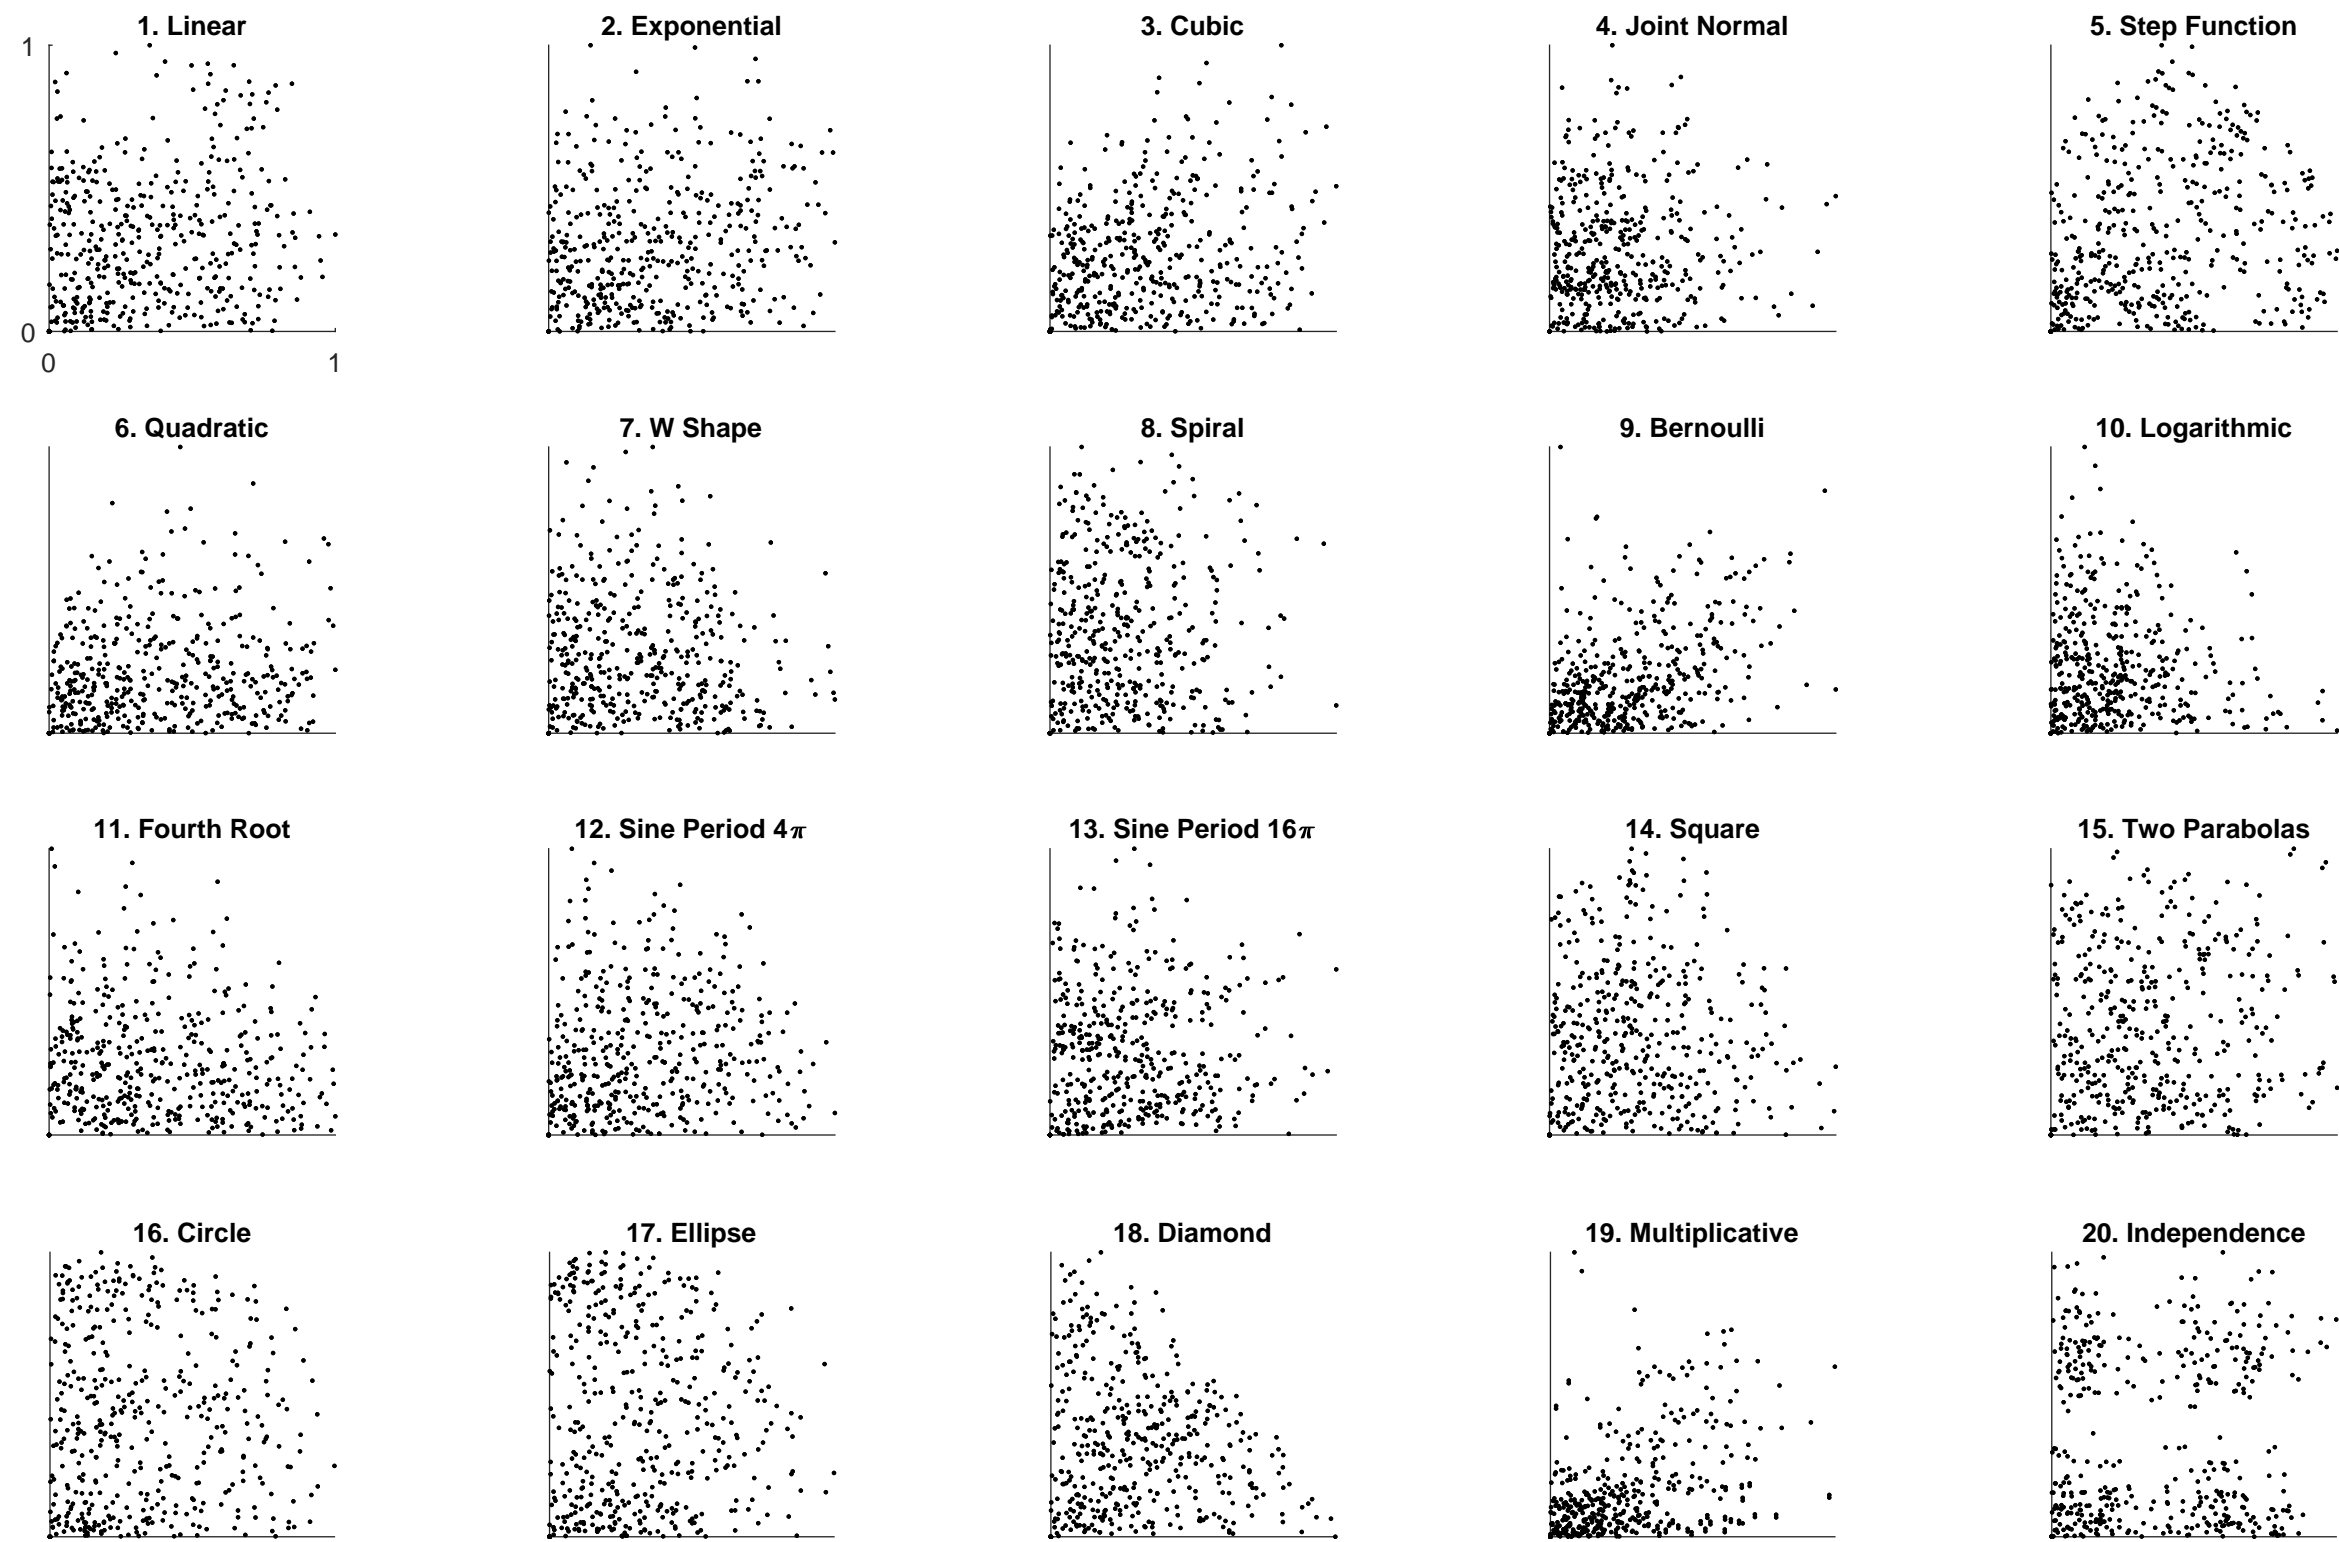 1. Linear
2. Exponential
3. Cubic
4. Joint Normal
5. Step Function
1
0
0
1
6. Quadratic
7. W Shape
8. Spiral
9. Bernoulli
10. Logarithmic
11. Fourth Root
12. Sine Period 4π
13. Sine Period 16π
14. Square
15. Two Parabolas
16. Circle
17. Ellipse
18. Diamond
19. Multiplicative
20. Independence